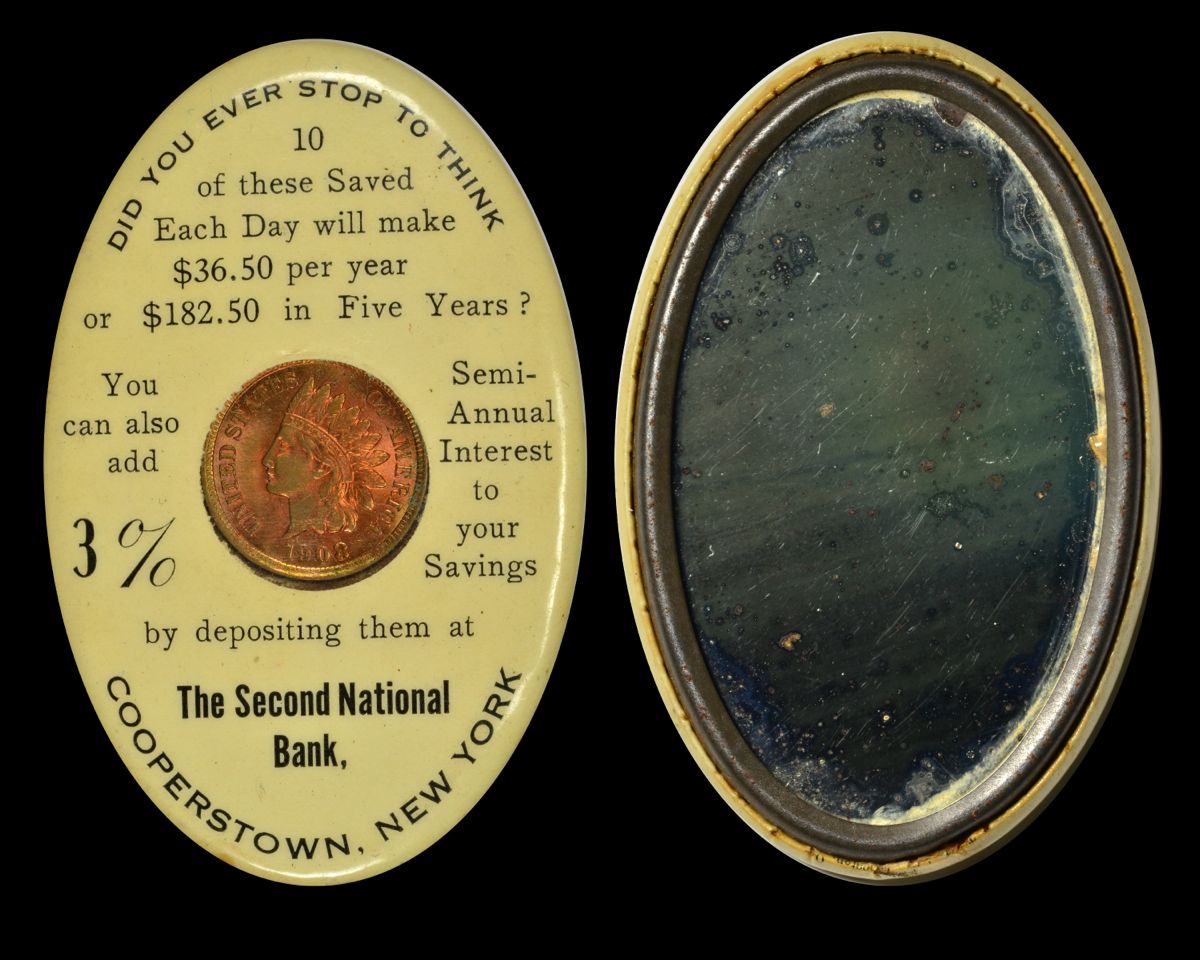 DID YOU EVER STOP TO THINK
10
of these Saved
Each Day will make
$36.50 per year
or $182.50 in Five Years?
You
can also
add
3%
UNITED STATES OF AMERICA
1908
Semi-
Annual
Interest
to
your
Savings
by depositing them at
The Second National
Bank,
COOPERSTOWN, NEW YORK